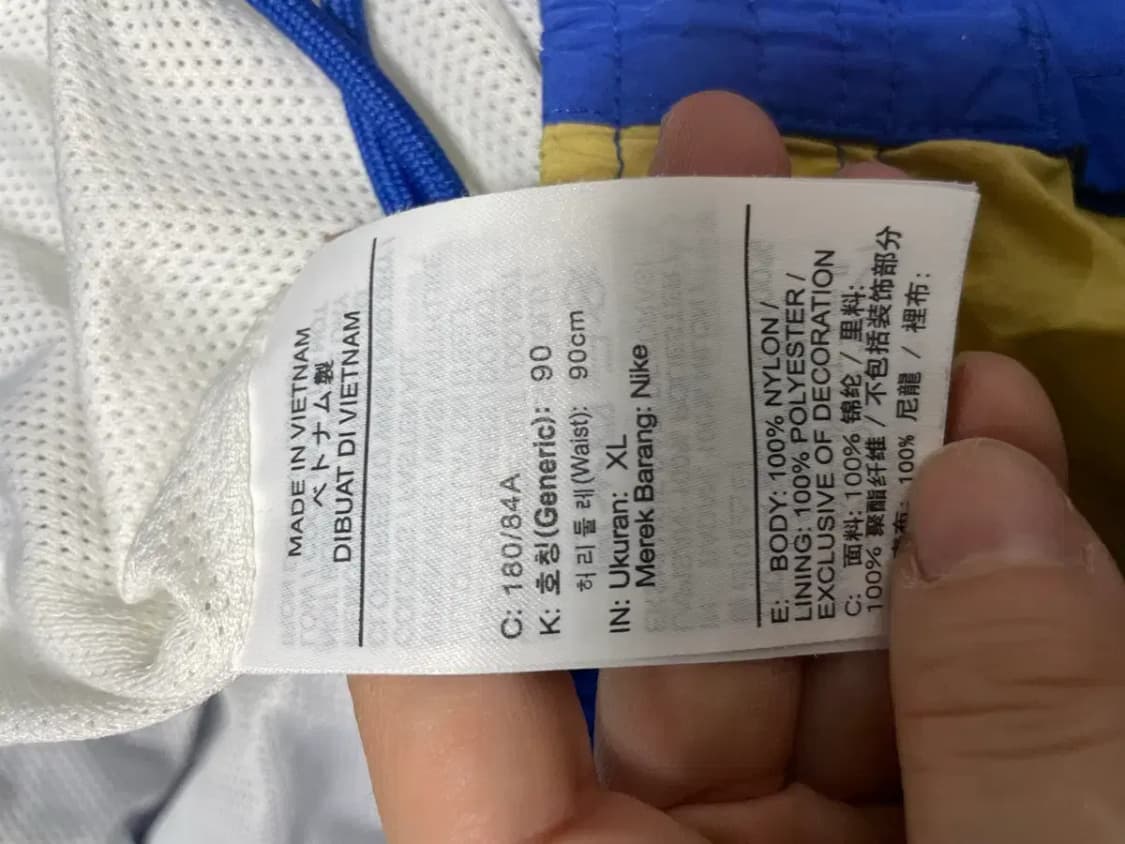 MADE IN VIETNAM
ベトナム製
DIBUAT DI VIETNAM
C: 180/84A
K: 호칭(Generic): 90
허리둘레(Waist): 90cm
IN: Ukuran: XL
Merek Barang: Nike
E: BODY: 100% NYLON /
LINING: 100% POLYESTER /
EXCLUSIVE OF DECORATION
C: 面料: 100% 锦纶 / 里料:
100% 聚酯纤维 / 不包括装饰部分
布: 100% 尼龍 / 裡布: